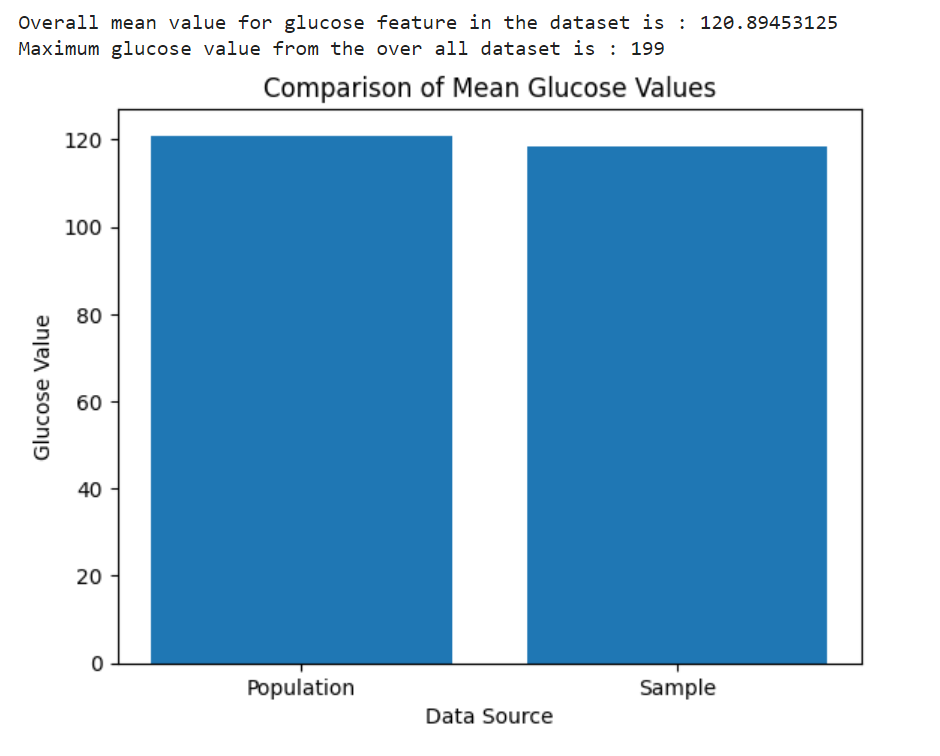 Overall mean value for glucose feature in the dataset is : 120.89453125
Maximum glucose value from the over all dataset is : 199
Comparison of Mean Glucose Values
120
100
80
60
40
20
0
Glucose Value
Population
Sample
Data Source